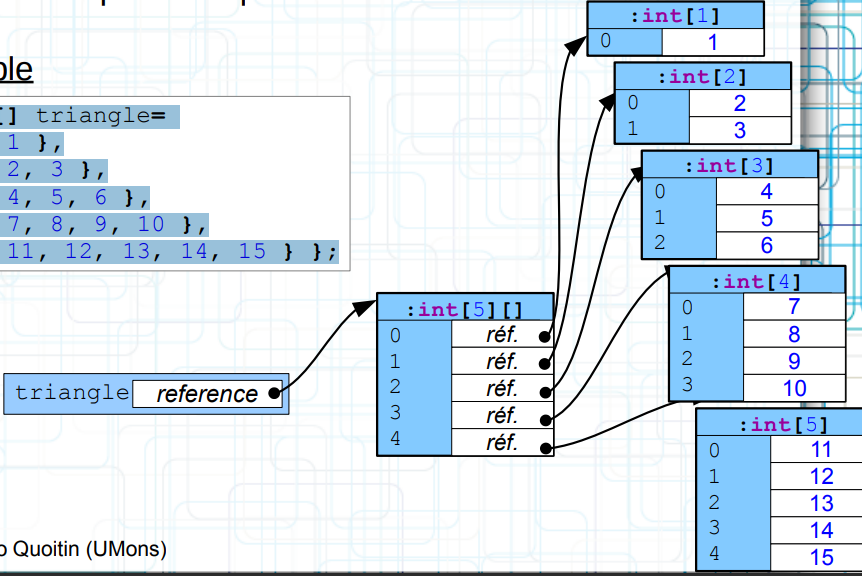 [] triangle=
1 },
2, 3 },
4, 5, 6 },
7, 8, 9, 10 },
11, 12, 13, 14, 15 } };
triangle reference
:int[5][]
0 réf.
1 réf.
2 réf.
3 réf.
4 réf.
:int[1]
0 1
:int[2]
0 2
1 3
:int[3]
0 4
1 5
2 6
:int[4]
0 7
1 8
2 9
3 10
:int[5]
0 11
1 12
2 13
3 14
4 15
Quoitin (UMons)